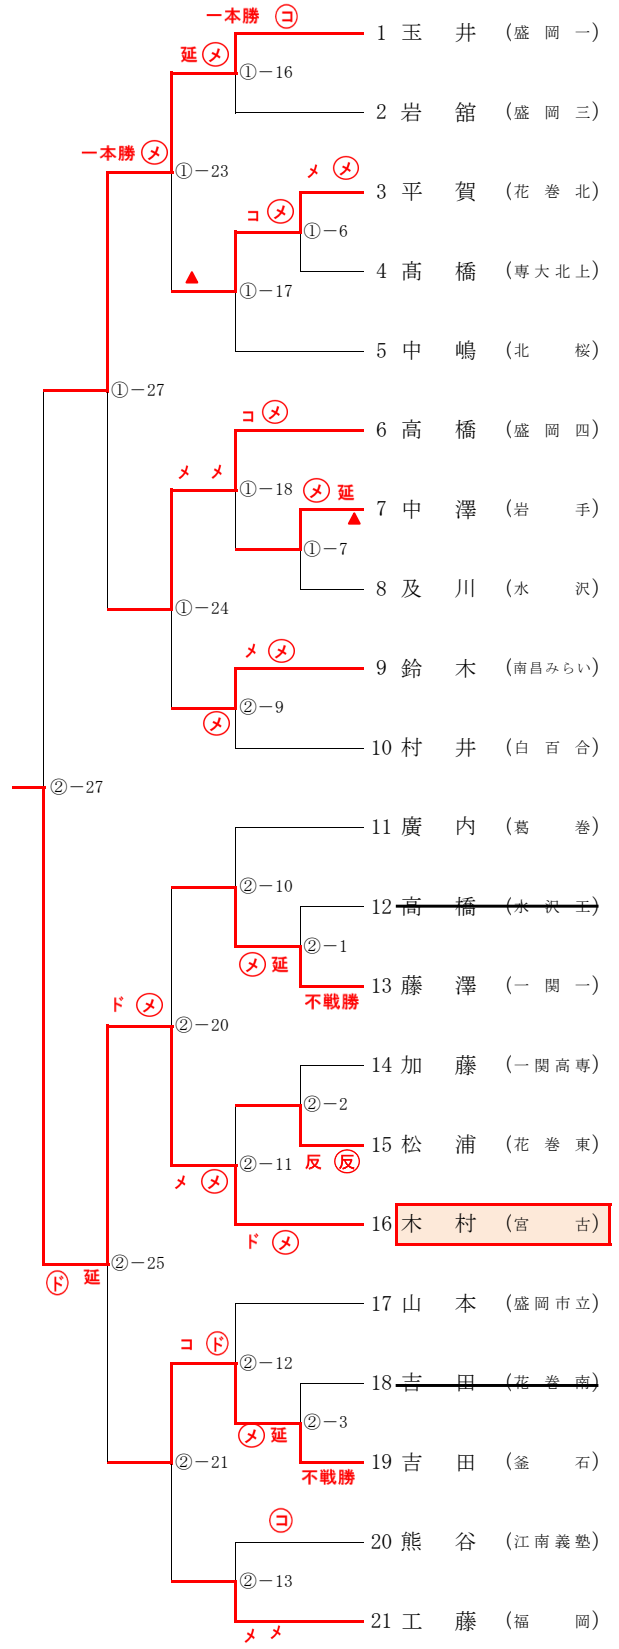 一本勝 コ
1 玉井 (盛岡一)
延 メ
①－16
2 岩舘 (盛岡三)
一本勝 メ
①－23
メ メ
3 平賀 (花巻北)
コ メ
①－6
4 髙橋 (専大北上)
▲
①－17
5 中嶋 (北桜)
①－27
コ メ
6 高橋 (盛岡四)
メ メ
①－18
メ 延
7 中澤 (岩手)
▲
①－7
8 及川 (水沢)
①－24
メ メ
9 鈴木 (南昌みらい)
メ
②－9
10 村井 (白百合)
②－27
11 廣内 (葛巻)
②－10
12 高橋 (水沢工)
②－1
メ 延
13 藤澤 (一関一)
不戦勝
ド メ
②－20
14 加藤 (一関高専)
②－2
15 松浦 (花巻東)
反 反
②－11
メ メ
16 木村 (宮古)
ド メ
②－25
ド 延
17 山本 (盛岡市立)
コ ド
②－12
18 吉田 (花巻南)
②－3
メ 延
19 吉田 (釜石)
②－21
不戦勝
コ
20 熊谷 (江南義塾)
②－13
21 工藤 (福岡)
メ メ